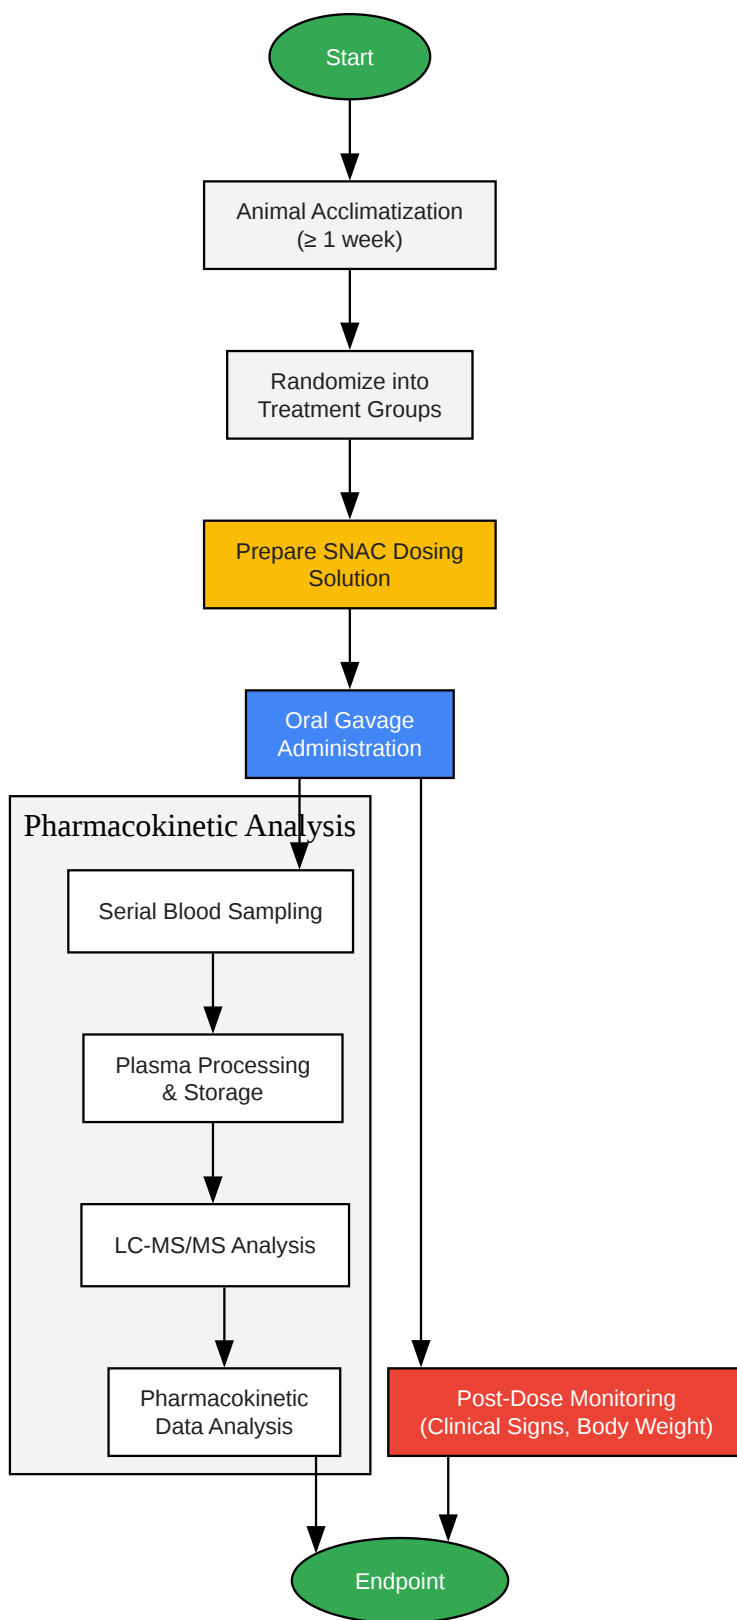 Start
Animal Acclimatization
(≥ 1 week)
Randomize into
Treatment Groups
Prepare SNAC Dosing
Solution
Oral Gavage
Administration
Pharmacokinetic Analysis
Serial Blood Sampling
Plasma Processing
& Storage
LC-MS/MS Analysis
Pharmacokinetic
Data Analysis
Post-Dose Monitoring
(Clinical Signs, Body Weight)
Endpoint